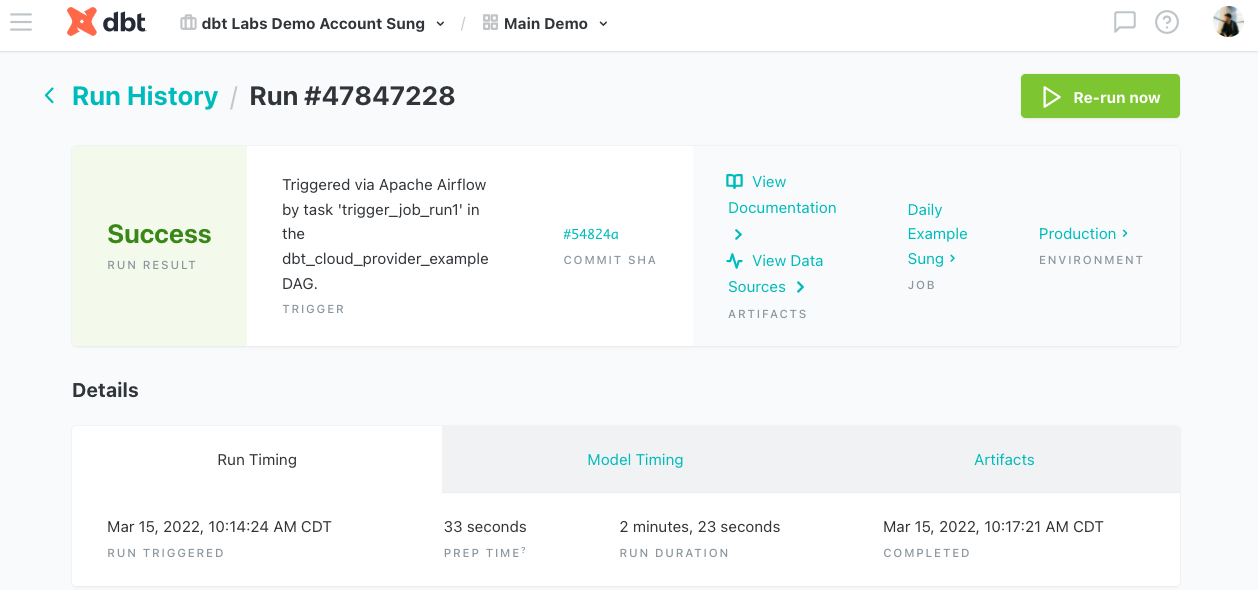 dbt dbt Labs Demo Account Sung / Main Demo
Run History / Run #47847228
Re-run now
Success
RUN RESULT
Triggered via Apache Airflow
by task 'trigger_job_run1' in
the
dbt_cloud_provider_example
DAG.
TRIGGER
#54824a
COMMIT SHA
View
Documentation
View Data
Sources
ARTIFACTS
Daily
Example
Sung
JOB
Production
ENVIRONMENT
Details
Run Timing
Model Timing
Artifacts
Mar 15, 2022, 10:14:24 AM CDT
RUN TRIGGERED
33 seconds
PREP TIME?
2 minutes, 23 seconds
RUN DURATION
Mar 15, 2022, 10:17:21 AM CDT
COMPLETED